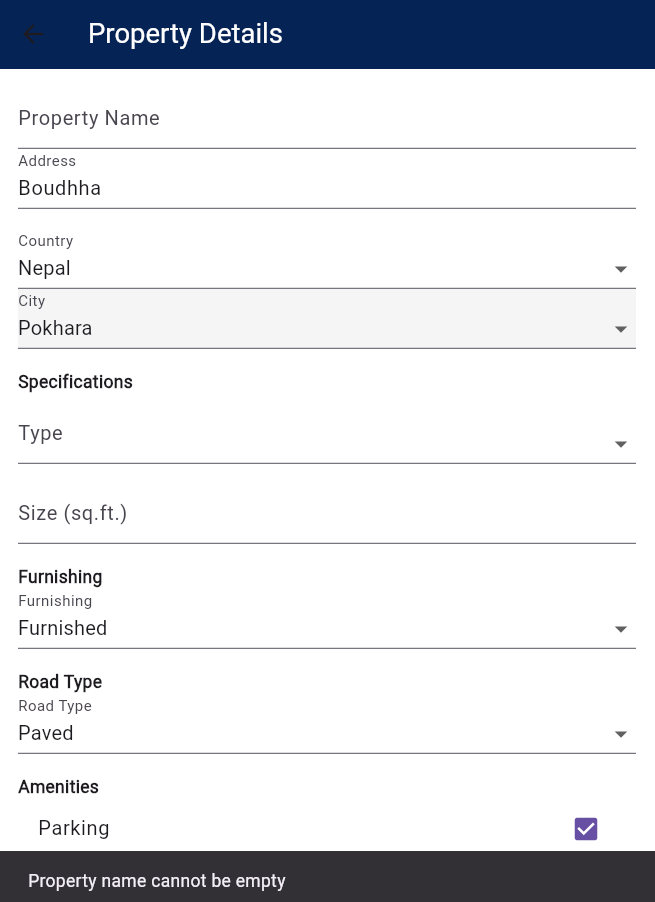 Property Details
Property Name
Address
Boudhha
Country
Nepal
City
Pokhara
Specifications
Type
Size (sq.ft.)
Furnishing
Furnishing
Furnished
Road Type
Road Type
Paved
Amenities
Parking
Property name cannot be empty